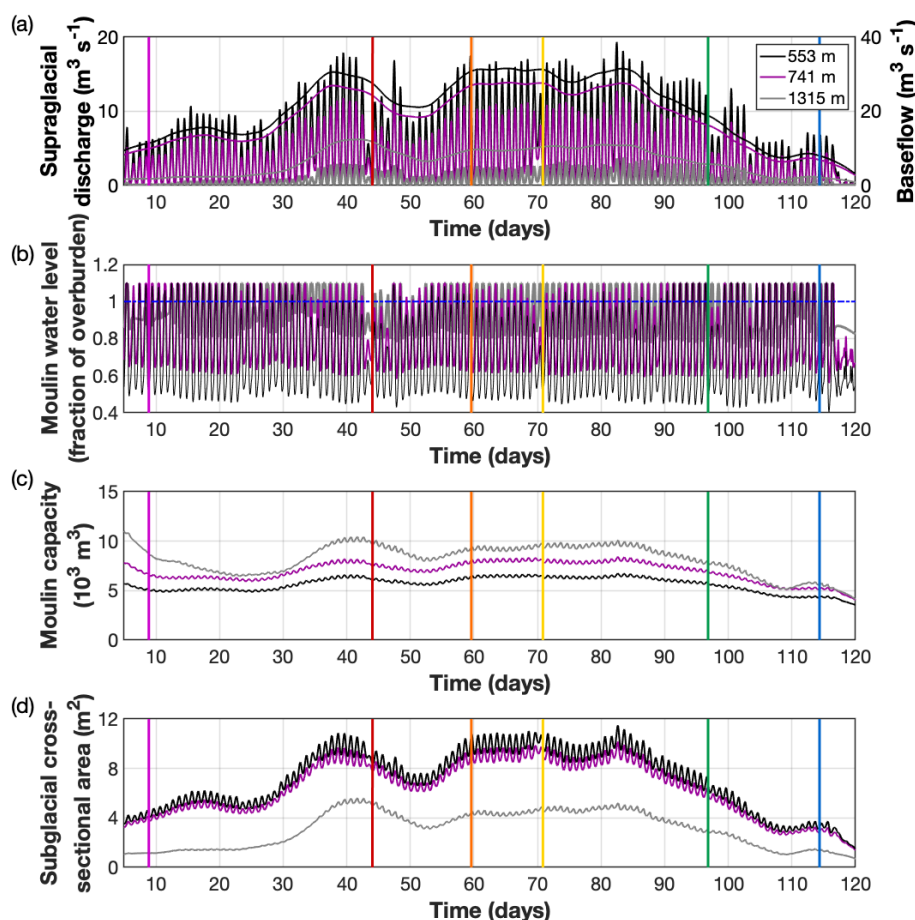 (a)
Supraglacial
discharge (m³ s⁻¹)
20
10
0
40
20
0
Baseflow (m³ s⁻¹)
553 m
741 m
1315 m
10 20 30 40 50 60 70 80 90 100 110 120
Time (days)
(b)
Moulin water level
(fraction of overburden)
1.2
1
0.8
0.6
0.4
10 20 30 40 50 60 70 80 90 100 110 120
Time (days)
(c)
Moulin capacity
(10³ m³)
15
10
5
0
10 20 30 40 50 60 70 80 90 100 110 120
Time (days)
(d)
Subglacial cross-
sectional area (m²)
12
8
4
0
10 20 30 40 50 60 70 80 90 100 110 120
Time (days)